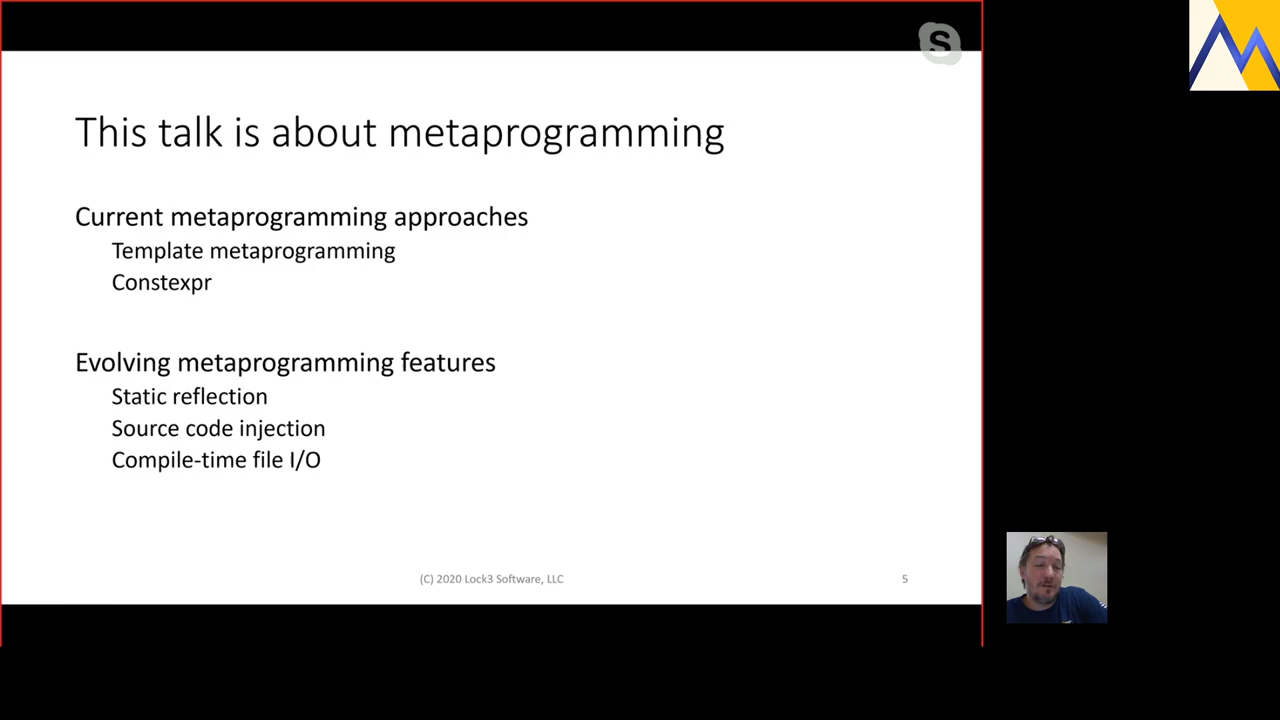 This talk is about metaprogramming
Current metaprogramming approaches
Template metaprogramming
Constexpr
Evolving metaprogramming features
Static reflection
Source code injection
Compile-time file I/O
(C) 2020 Lock3 Software, LLC
5
S